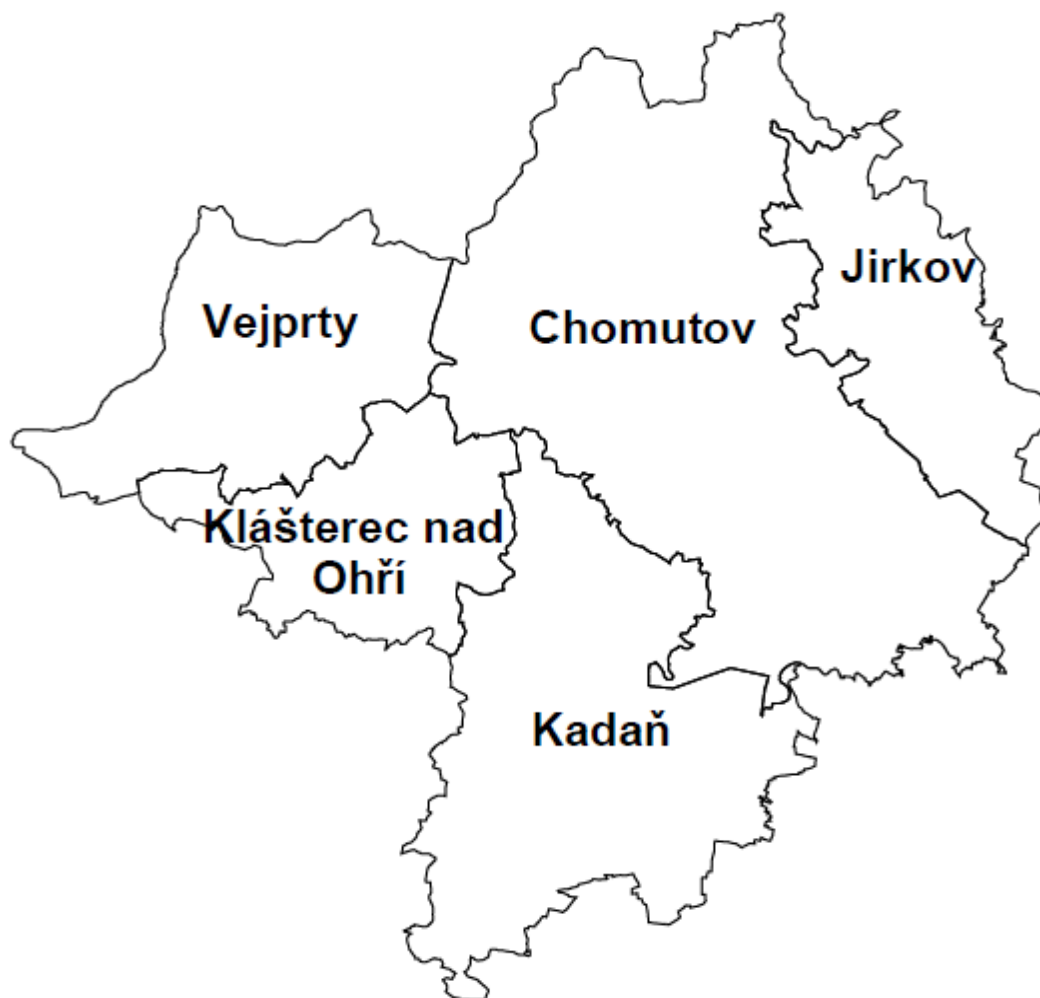 Jirkov
Vejprty
Chomutov
Klášterec nad
Ohří
Kadaň